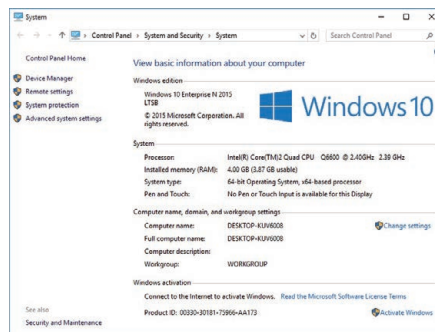 System
Control Panel > System and Security > System
Search Control Panel
Control Panel Home
Device Manager
Remote settings
System protection
Advanced system settings
View basic information about your computer
Windows edition
Windows 10 Enterprise N 2015
LTSB
© 2015 Microsoft Corporation. All
rights reserved.
Windows 10
System
Processor: Intel(R) Core(TM)2 Quad CPU Q6600 @ 2.40GHz 2.39 GHz
Installed memory (RAM): 4.00 GB (3.87 GB usable)
System type: 64-bit Operating System, x64-based processor
Pen and Touch: No Pen or Touch Input is available for this Display
Computer name, domain, and workgroup settings
Computer name: DESKTOP-KUV6008
Change settings
Full computer name: DESKTOP-KUV6008
Computer description:
Workgroup: WORKGROUP
Windows activation
Connect to the Internet to activate Windows. Read the Microsoft Software License Terms
Product ID: 00330-30181-75966-AA173
Activate Windows
See also
Security and Maintenance